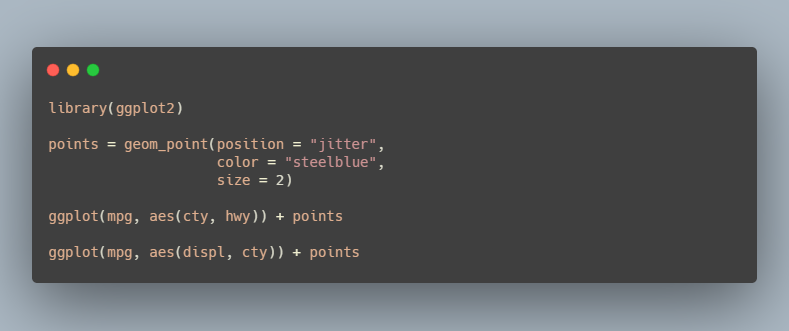 library(ggplot2)
points = geom_point(position = "jitter",
                    color = "steelblue",
                    size = 2)
ggplot(mpg, aes(cty, hwy)) + points
ggplot(mpg, aes(displ, cty)) + points